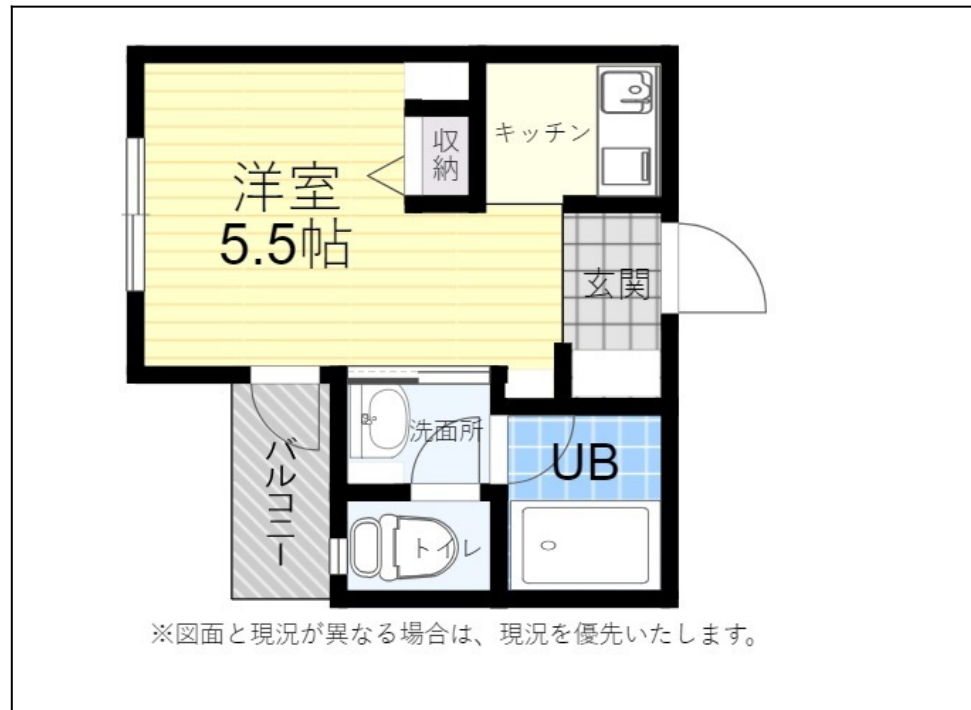 キッチン
収納
洋室
5.5帖
玄関
洗面所
UB
バルコニー
トイレ
※図面と現況が異なる場合は、現況を優先いたします。